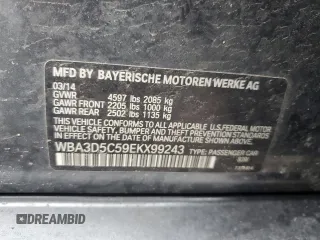 MFD BY BAYERISCHE MOTOREN WERKE AG
03/14
GVWR 4597 lbs 2085 kg
GAWR FRONT 2205 lbs 1000 kg
GAWR REAR 2502 lbs 1135 kg
THIS VEHICLE CONFORMS TO ALL APPLICABLE U.S. FEDERAL MOTOR VEHICLE
SAFETY, BUMPER AND THEFT PREVENTION STANDARDS IN
EFFECT ON THE DATE OF MANUFACTURE SHOWN ABOVE.
WBA3D5C59EKX99243
TYPE: PASSENGER CAR
DREAMBID
AUTOBIDMASTER